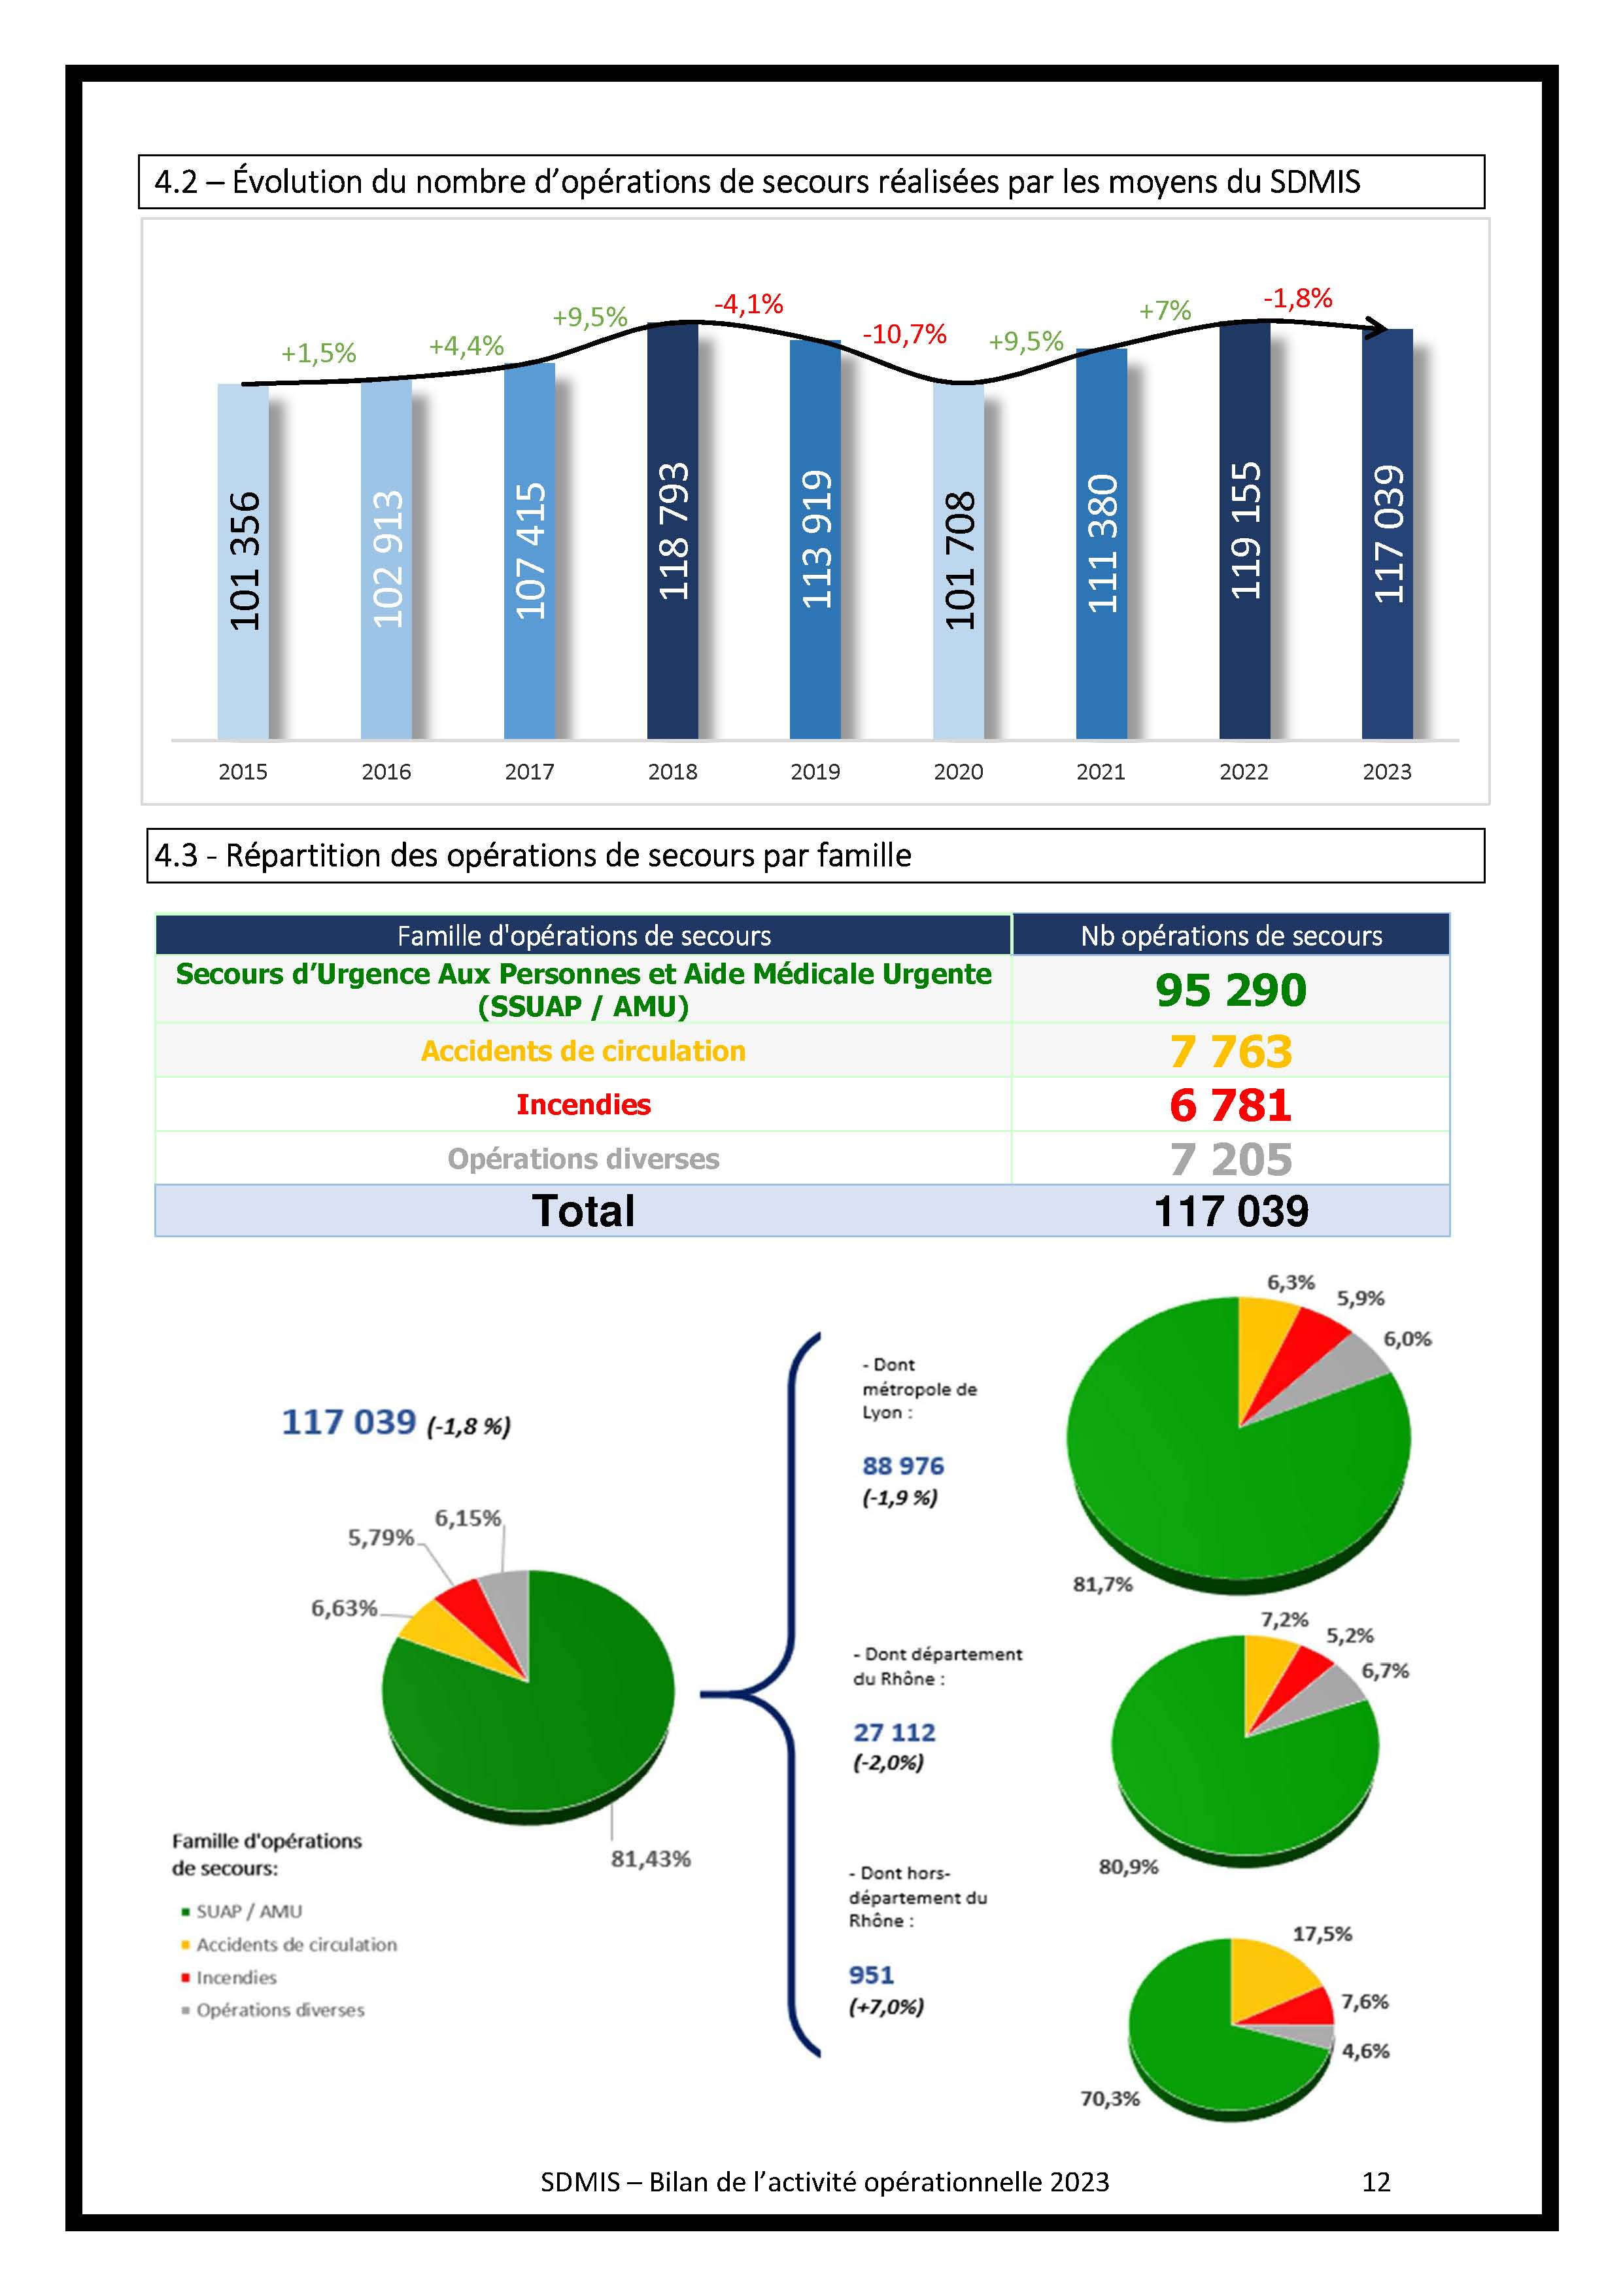 4.2 – Évolution du nombre d’opérations de secours réalisées par les moyens du SDMIS
+1,5%
+4,4%
+9,5%
-4,1%
-10,7%
+9,5%
+7%
-1,8%
101 356
102 913
107 415
118 793
113 919
101 708
111 380
119 155
117 039
2015 2016 2017 2018 2019 2020 2021 2022 2023
4.3 - Répartition des opérations de secours par famille
Famille d'opérations de secours Nb opérations de secours
Secours d’Urgence Aux Personnes et Aide Médicale Urgente
(SSUAP / AMU) 95 290
Accidents de circulation 7 763
Incendies 6 781
Opérations diverses 7 205
Total 117 039
117 039 (-1,8 %)
6,15%
5,79%
6,63%
81,43%
Famille d'opérations
de secours:
SUAP / AMU
Accidents de circulation
Incendies
Opérations diverses
- Dont
métropole de
Lyon :
88 976
(-1,9 %)
6,3%
5,9%
6,0%
81,7%
- Dont département
du Rhône :
27 112
(-2,0%)
7,2%
5,2%
6,7%
80,9%
- Dont hors-
département du
Rhône :
951
(+7,0%)
17,5%
7,6%
4,6%
70,3%
SDMIS – Bilan de l’activité opérationnelle 2023 12